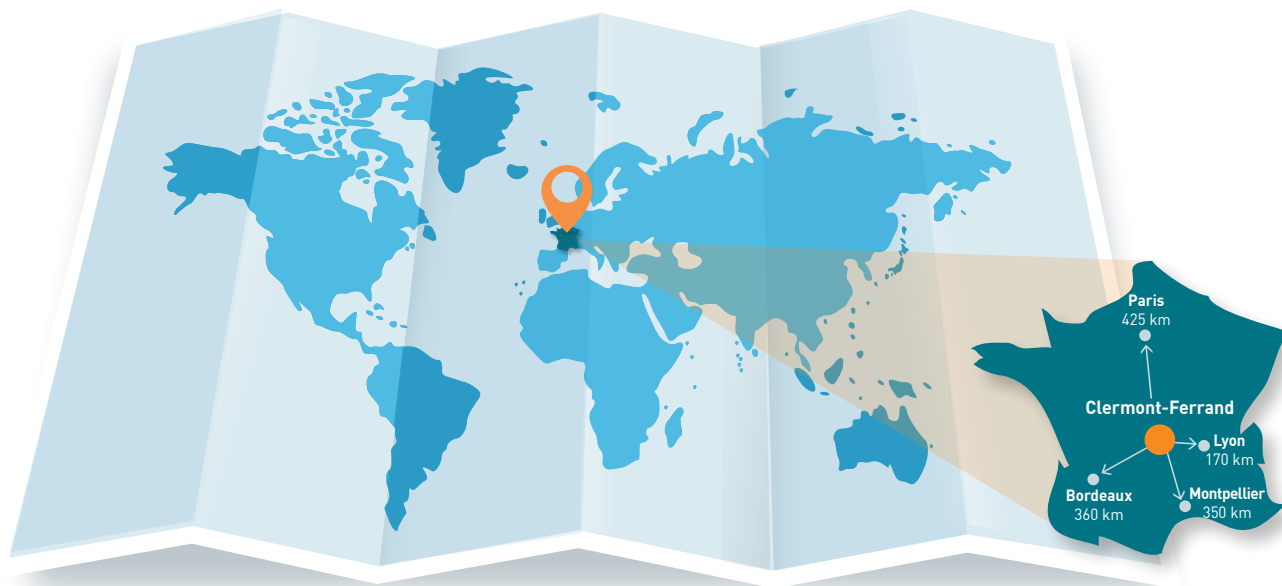 Paris
425 km
Clermont-Ferrand
Lyon
170 km
Bordeaux
360 km
Montpellier
350 km